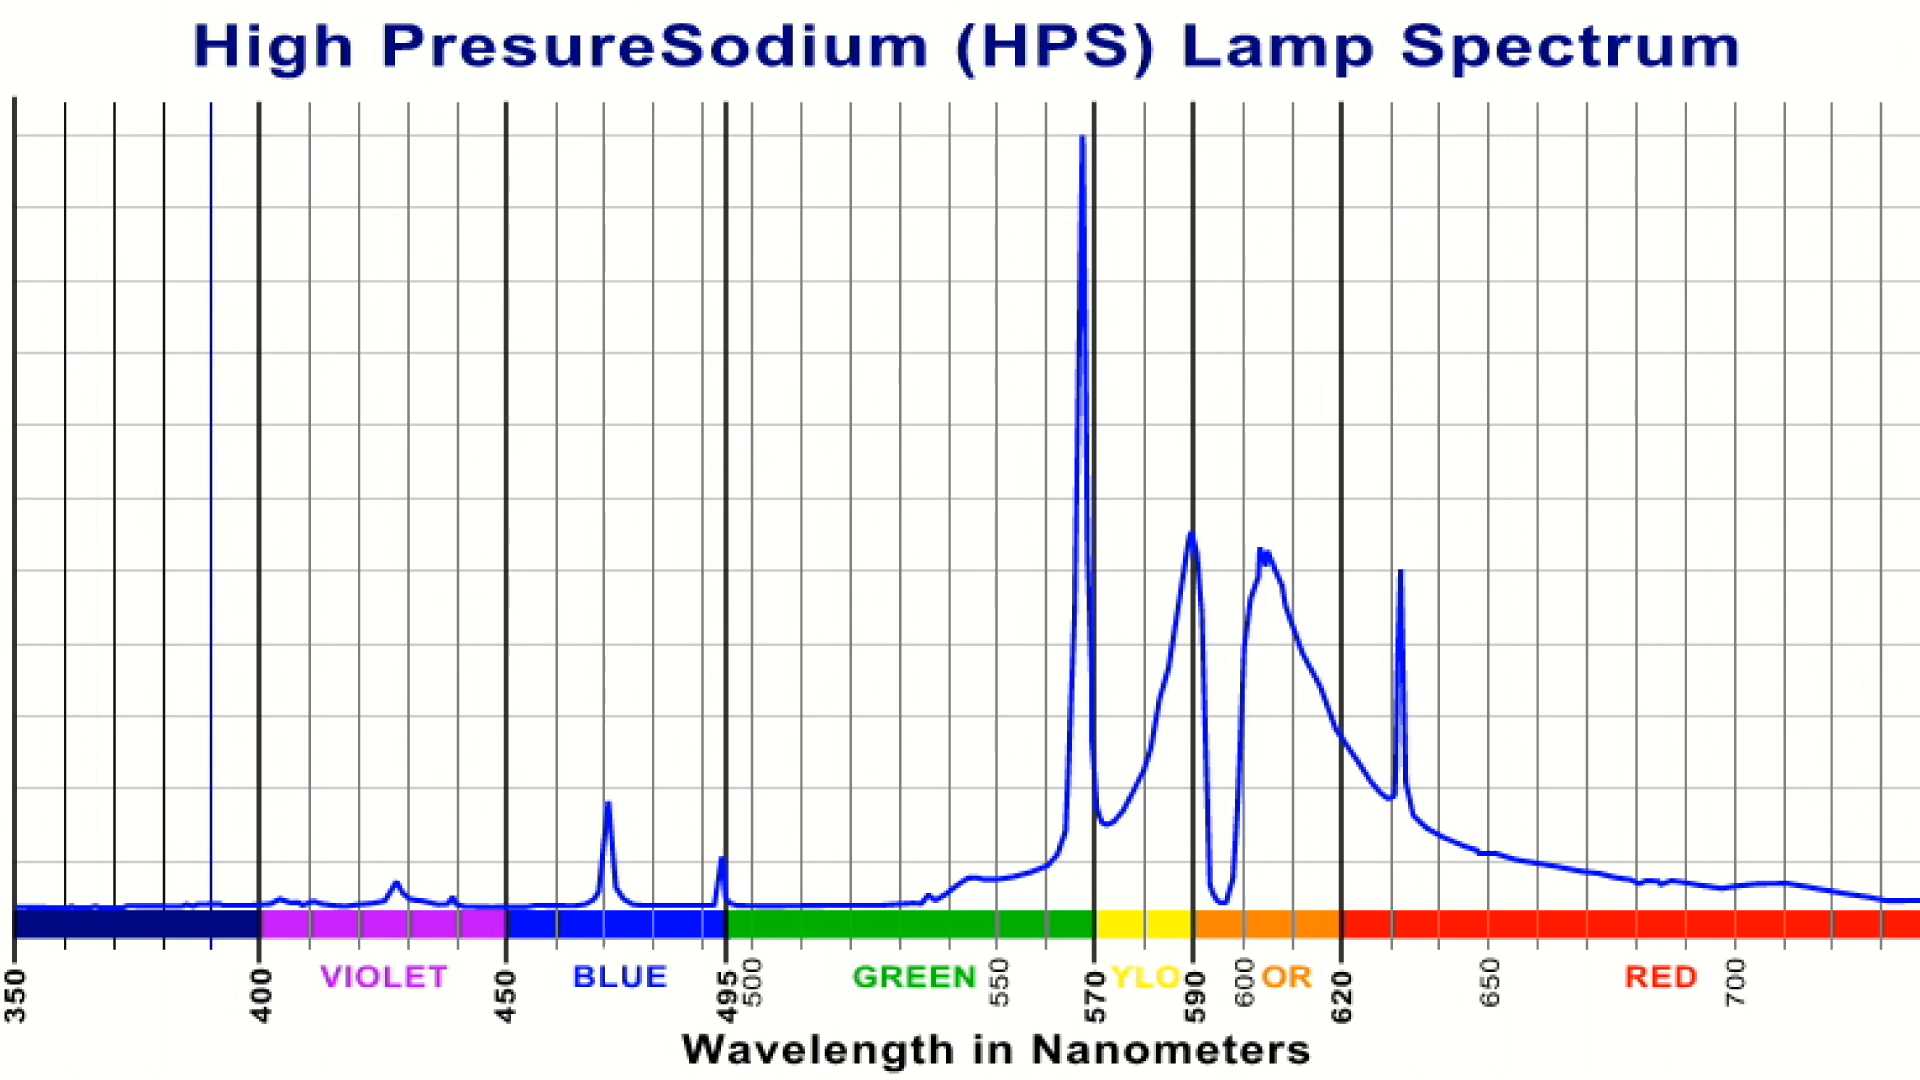 High PresureSodium (HPS) Lamp Spectrum
VIOLET BLUE GREEN YLO OR RED
350 400 450 495 500 550 570 590 600 620 650 700
Wavelength in Nanometers